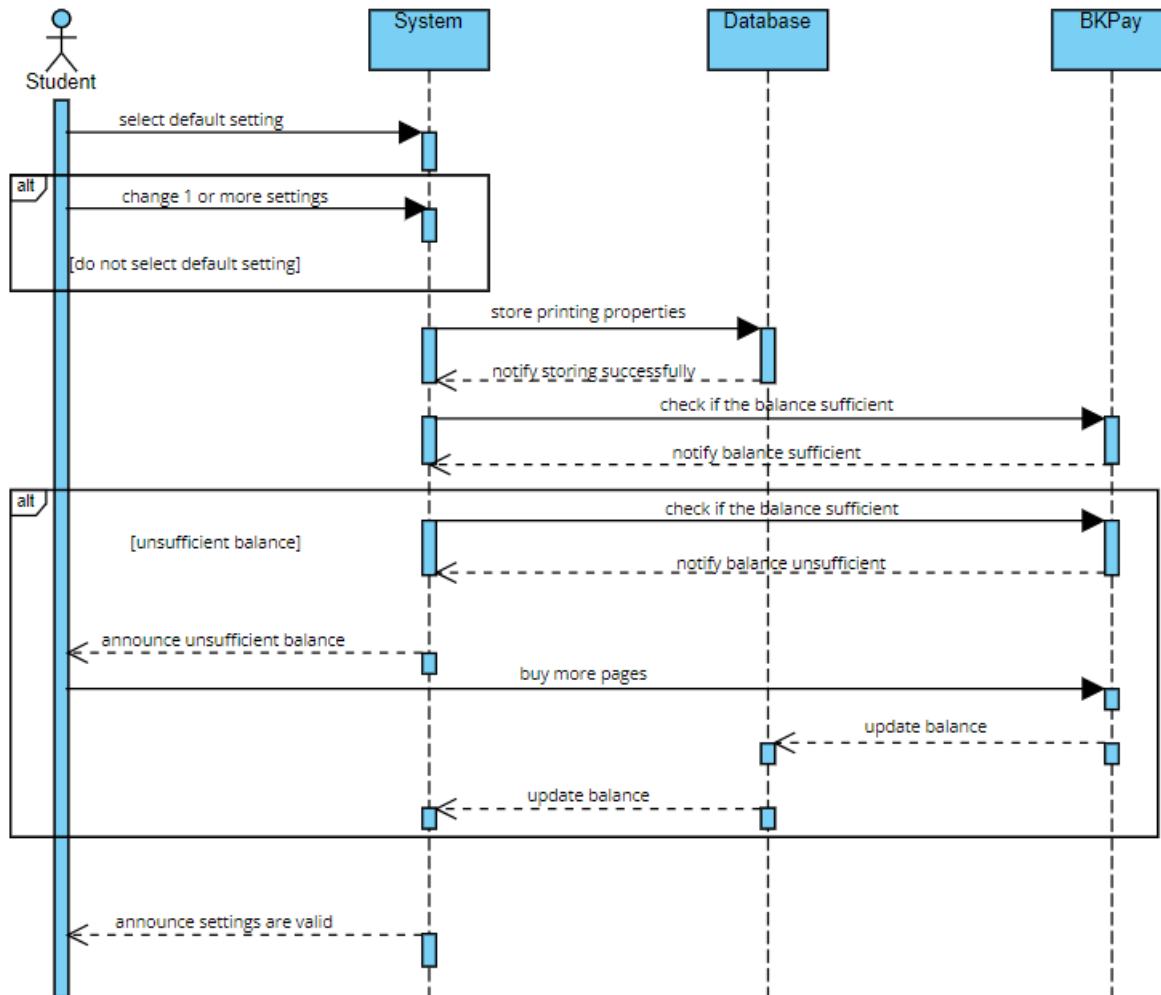 System
Database
BKPay
Student
select default setting
alt
change 1 or more settings
[do not select default setting]
store printing properties
notify storing successfully
check if the balance sufficient
notify balance sufficient
alt
check if the balance sufficient
[unsufficient balance]
notify balance unsufficient
announce unsufficient balance
buy more pages
update balance
update balance
announce settings are valid